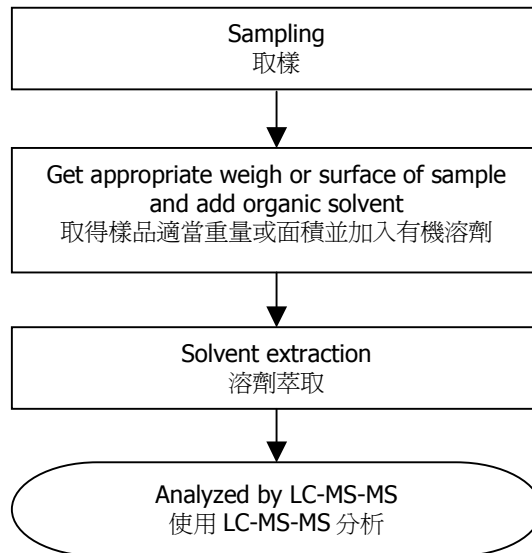 Sampling
取樣
Get appropriate weigh or surface of sample
and add organic solvent
取得樣品適當重量或面積並加入有機溶劑
Solvent extraction
溶劑萃取
Analyzed by LC-MS-MS
使用 LC-MS-MS 分析